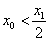 x₀ < x₁/2